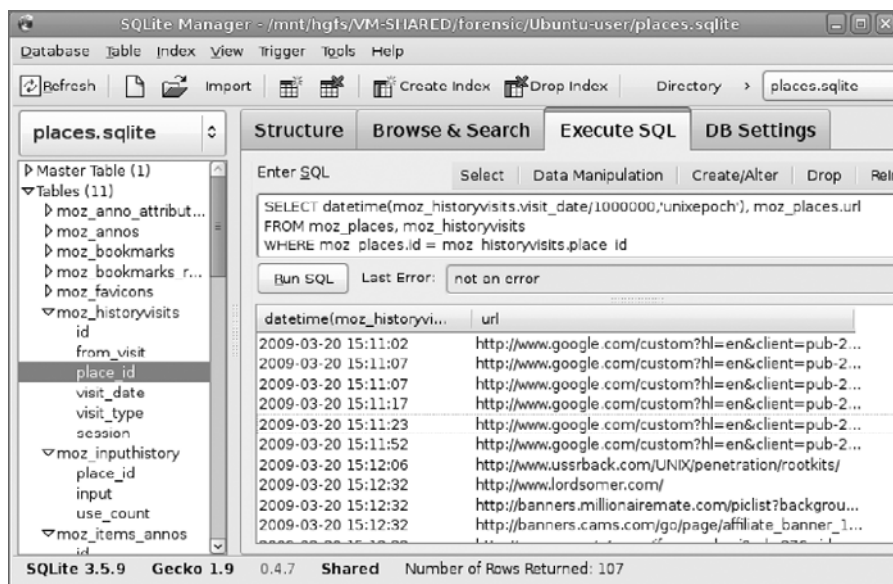 SQLite Manager - /mnt/hgfs/VM-SHARED/forensic/Ubuntu-user/places.sqlite
Database Table Index View Trigger Tools Help
Refresh Import Create Index Drop Index Directory > places.sqlite
places.sqlite
Structure Browse & Search Execute SQL DB Settings
Master Table (1)
Tables (11)
moz_anno_attribut...
moz_annos
moz_bookmarks
moz_bookmarks_r...
moz_favicons
moz_historyvisits
id
from_visit
place_id
visit_date
visit_type
session
moz_inputhistory
place_id
input
use_count
moz_items_annos
id
Enter SQL Select Data Manipulation Create/Alter Drop
SELECT datetime(moz_historyvisits.visit_date/1000000,'unixepoch'), moz_places.url
FROM moz_places, moz_historyvisits
WHERE moz_places.id = moz_historyvisits.place_id
Run SQL Last Error: not an error
datetime(moz_historyvi... url
2009-03-20 15:11:02 http://www.google.com/custom?hl=en&client=pub-2...
2009-03-20 15:11:07 http://www.google.com/custom?hl=en&client=pub-2...
2009-03-20 15:11:07 http://www.google.com/custom?hl=en&client=pub-2...
2009-03-20 15:11:17 http://www.google.com/custom?hl=en&client=pub-2...
2009-03-20 15:11:23 http://www.google.com/custom?hl=en&client=pub-2...
2009-03-20 15:11:52 http://www.google.com/custom?hl=en&client=pub-2...
2009-03-20 15:12:06 http://www.ussrback.com/UNIX/penetration/rootkits/
2009-03-20 15:12:32 http://www.lordsomer.com/
2009-03-20 15:12:32 http://banners.millionairemate.com/piclist?backgrou...
2009-03-20 15:12:32 http://banners.cams.com/go/page/affiliate_banner_1...
SQLite 3.5.9 Gecko 1.9 0.4.7 Shared Number of Rows Returned: 107